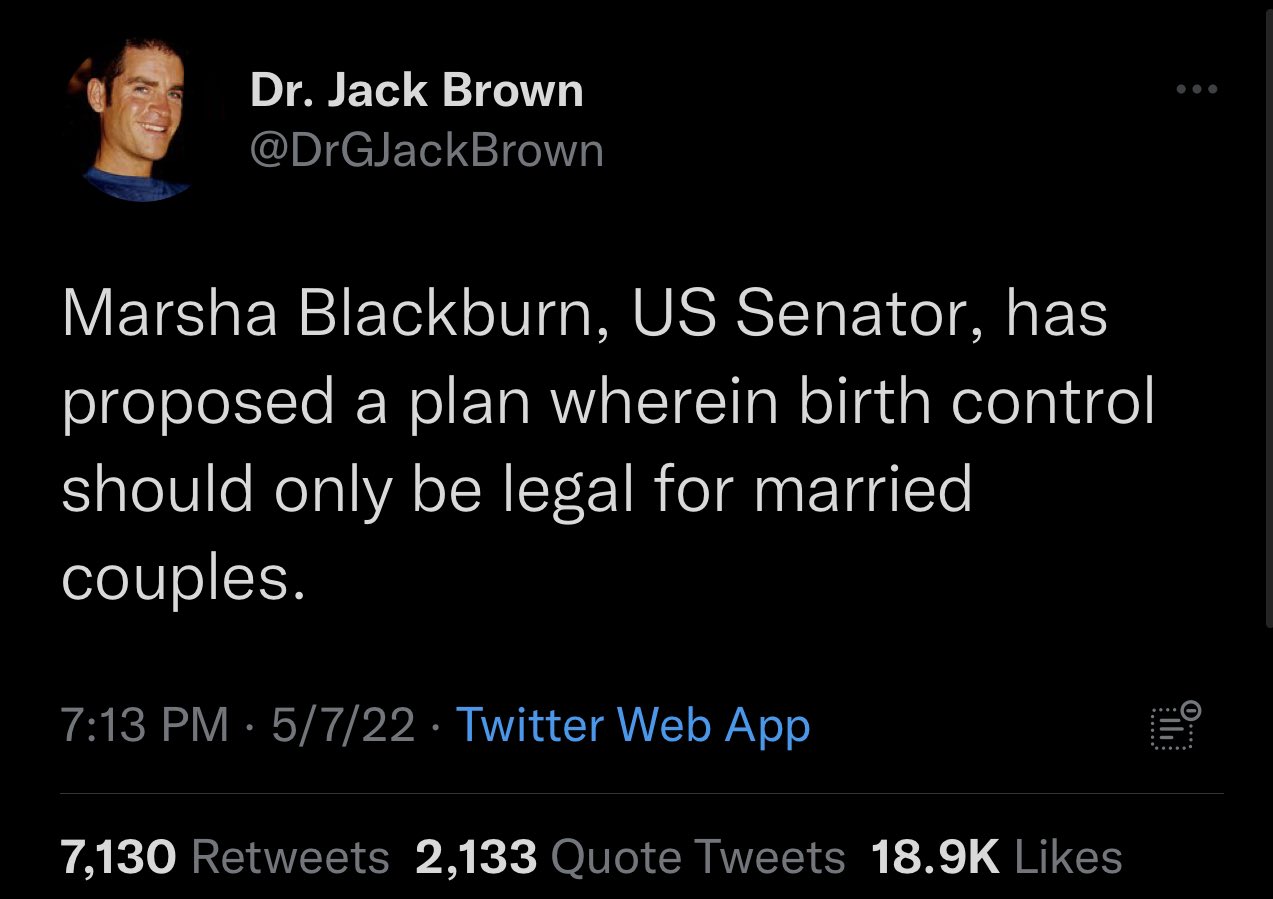 Dr. Jack Brown
@DrGJackBrown
Marsha Blackburn, US Senator, has
proposed a plan wherein birth control
should only be legal for married
couples.
7:13 PM · 5/7/22 · Twitter Web App
7,130 Retweets 2,133 Quote Tweets 18.9K Likes